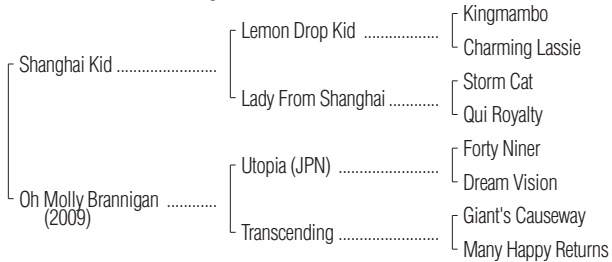 Kingmambo
Lemon Drop Kid ..................
Charming Lassie
Shanghai Kid .......................
Storm Cat
Lady From Shanghai ............
Qui Royalty
Forty Niner
Utopia (JPN) ........................
Dream Vision
Oh Molly Brannigan ............
(2009)
Giant's Causeway
Transcending ........................
Many Happy Returns